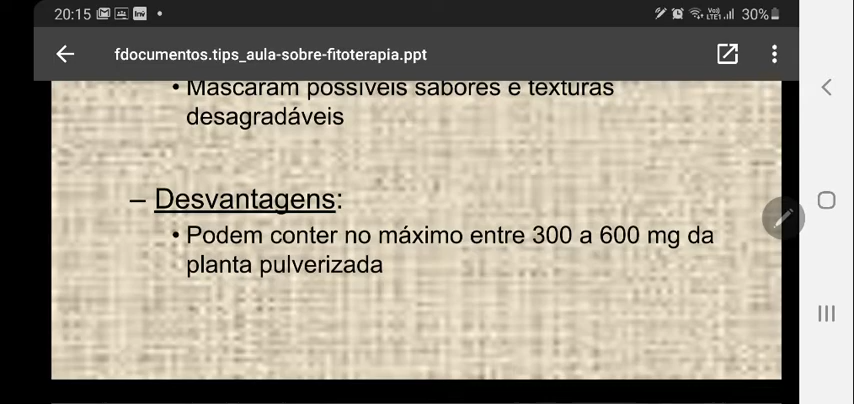 20:15 30%
fdocumentos.tips_aula-sobre-fitoterapia.ppt
• Mascaram possíveis sabores e texturas
desagradáveis
– Desvantagens:
• Podem conter no máximo entre 300 a 600 mg da
planta pulverizada